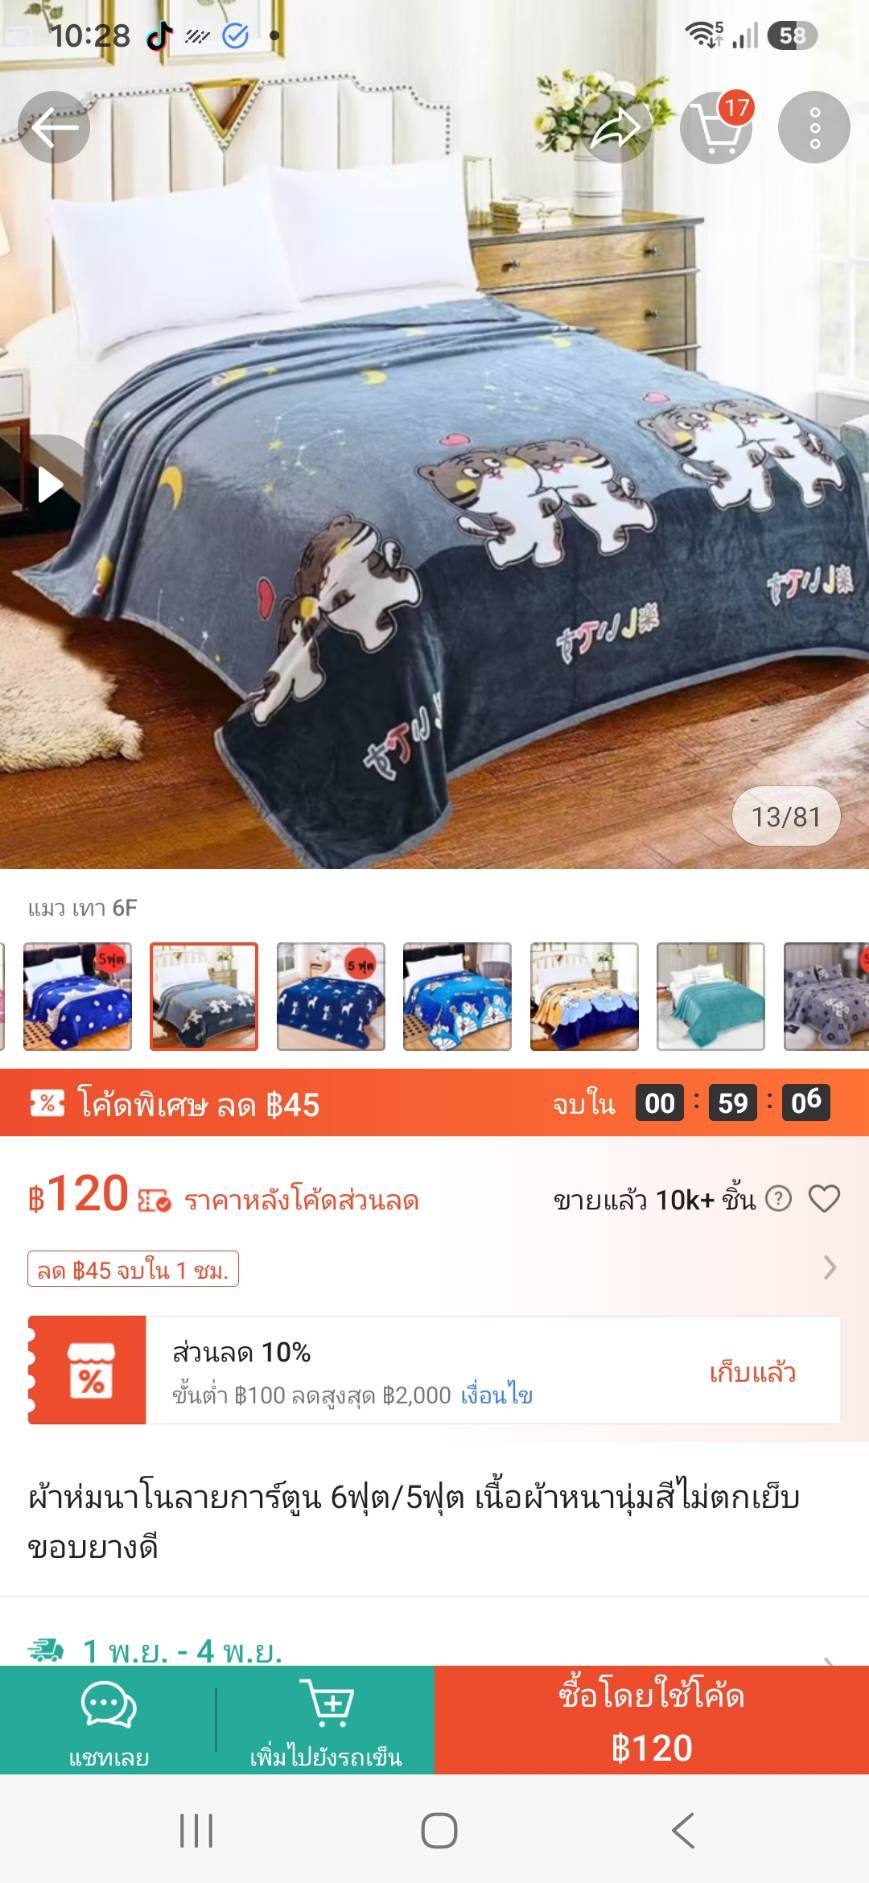 10:28
5
58
17
13/81
แมว เทา 6F
5ฟุต
5 ฟุต
โค้ดพิเศษ ลด ฿45
จบใน 00 : 59 : 06
฿120 ราคาหลังโค้ดส่วนลด
ขายแล้ว 10k+ ชิ้น
ลด ฿45 จบใน 1 ชม.
ส่วนลด 10%
ขั้นต่ำ ฿100 ลดสูงสุด ฿2,000 เงื่อนไข
เก็บแล้ว
ผ้าห่มนาโนลายการ์ตูน 6ฟุต/5ฟุต เนื้อผ้าหนานุ่มสีไม่ตกเย็บ
ขอบยางดี
1 พ.ย. - 4 พ.ย.
แชทเลย
เพิ่มไปยังรถเข็น
ซื้อโดยใช้โค้ด
฿120